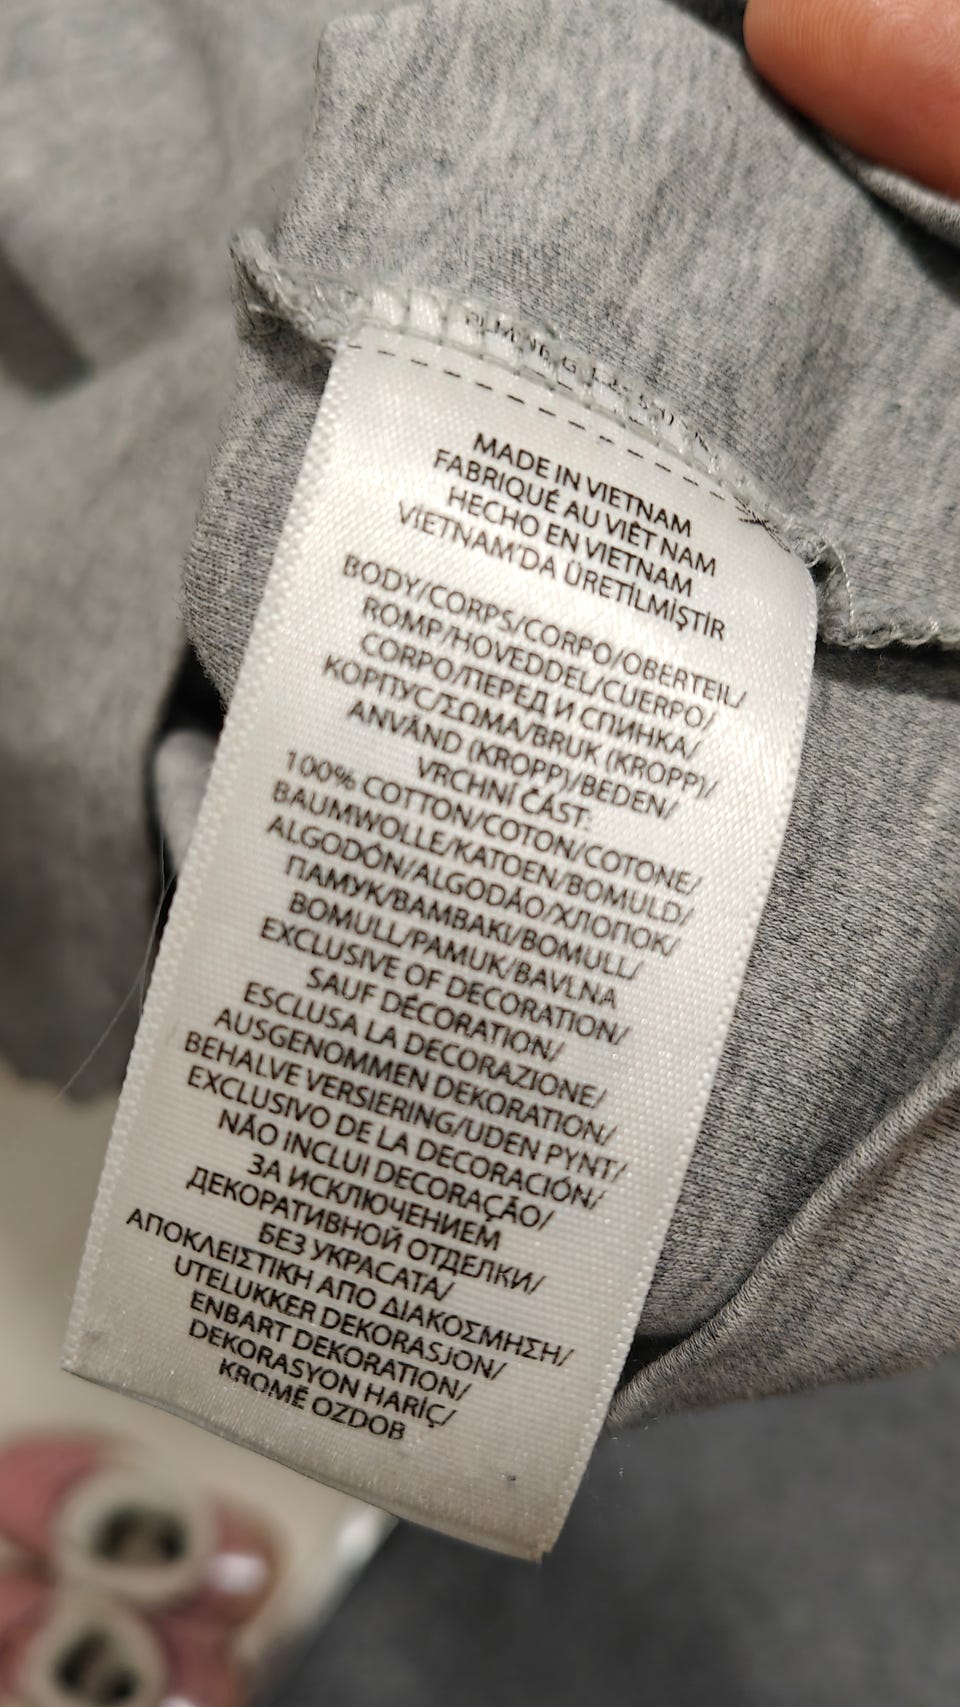 MADE IN VIETNAM
FABRIQUÉ AU VIÊT NAM
HECHO EN VIETNAM
VIETNAM'DA ÜRETİLMİŞTİR
BODY/CORPS/CORPO/OBERTEIL/
ROMP/HOVEDDEL/CUERPO/
CORPO/ПЕРЕД И СПИНКА/
КОРПУС/ΣΩΜΑ/BRUK (KROPP)/
ANVÄND (KROPP)/BEDEN/
VRCHNÍ ČÁST:
100% COTTON/COTON/COTONE/
BAUMWOLLE/KATOEN/BOMULD/
ALGODÓN/ALGODÃO/ХЛОПОК/
ПАМУК/ΒΑΜΒΑΚΙ/BOMULL/
BOMULL/PAMUK/BAVLNA
EXCLUSIVE OF DECORATION/
SAUF DÉCORATION/
ESCLUSA LA DECORAZIONE/
AUSGENOMMEN DEKORATION/
BEHALVE VERSIERING/UDEN PYNT/
EXCLUSIVO DE LA DECORACIÓN/
NÃO INCLUI DECORAÇÃO/
ЗА ИСКЛЮЧЕНИЕМ
ДЕКОРАТИВНОЙ ОТДЕЛКИ/
БЕЗ УКРАСАТА/
ΑΠΟΚΛΕΙΣΤΙΚΗ ΑΠΟ ΔΙΑΚΟΣΜΗΣΗ/
UTELUKKER DEKORASJON/
ENBART DEKORATION/
DEKORASYON HARİÇ/
KROMĚ OZDOB